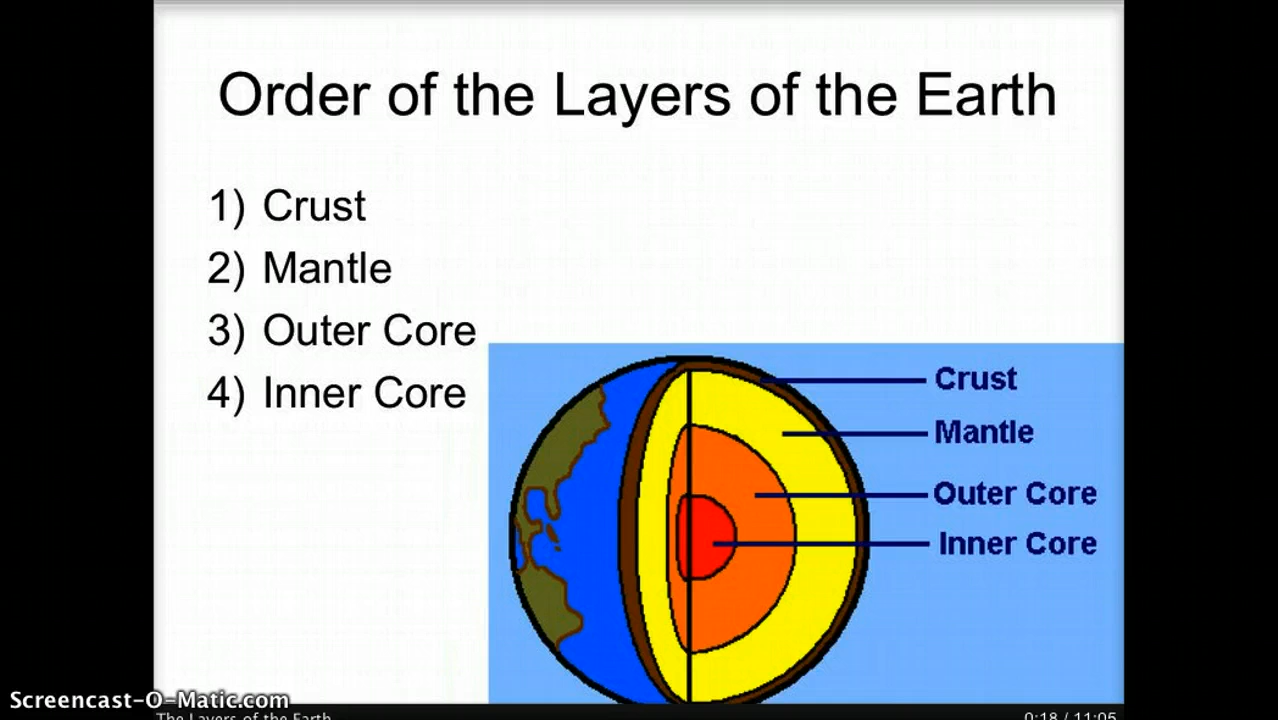 Order of the Layers of the Earth
1) Crust
2) Mantle
3) Outer Core
4) Inner Core
Crust
Mantle
Outer Core
Inner Core
Screencast-O-Matic.com
The Layers of the Earth
0:18 / 11:05